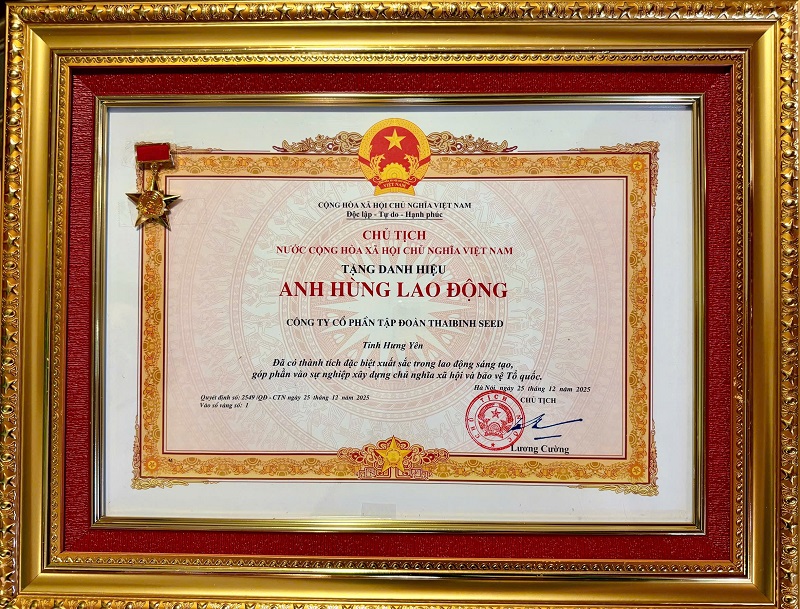 VIỆT NAM
CỘNG HÒA XÃ HỘI CHỦ NGHĨA VIỆT NAM
Độc lập - Tự do - Hạnh phúc
CHỦ TỊCH
NƯỚC CỘNG HÒA XÃ HỘI CHỦ NGHĨA VIỆT NAM
TẶNG DANH HIỆU
ANH HÙNG LAO ĐỘNG
CÔNG TY CỔ PHẦN TẬP ĐOÀN THAIBINH SEED
Tỉnh Hưng Yên
Đã có thành tích đặc biệt xuất sắc trong lao động sáng tạo,
góp phần vào sự nghiệp xây dựng chủ nghĩa xã hội và bảo vệ Tổ quốc.
Hà Nội, ngày 25 tháng 12 năm 2025
Quyết định số: 2549 /QĐ - CTN ngày 25 tháng 12 năm 2025
Vào sổ vàng số: 1
CHỦ TỊCH
CHỦ TỊCH NƯỚC
Lương Cường